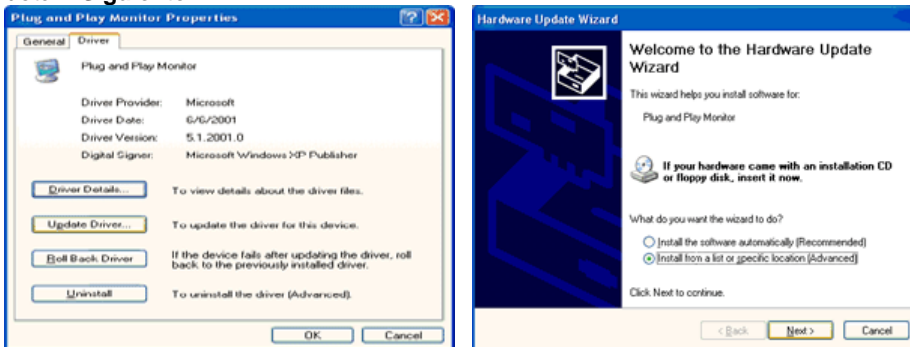 Plug and Play Monitor Properties
General Driver
Plug and Play Monitor
Driver Provider: Microsoft
Driver Date: 6/6/2001
Driver Version: 5.1.2001.0
Digital Signer: Microsoft Windows XP Publisher
Driver Details... To view details about the driver files.
Update Driver... To update the driver for this device.
Roll Back Driver If the device fails after updating the driver, roll
back to the previously installed driver.
Uninstall To uninstall the driver (Advanced).
OK Cancel
Hardware Update Wizard
Welcome to the Hardware Update
Wizard
This wizard helps you install software for:
Plug and Play Monitor
If your hardware came with an installation CD
or floppy disk, insert it now.
What do you want the wizard to do?
Install the software automatically (Recommended)
Install from a list or specific location (Advanced)
Click Next to continue.
< Back Next > Cancel